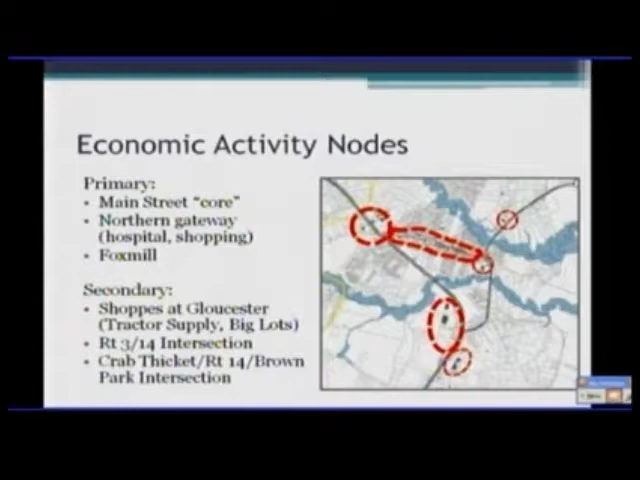 Economic Activity Nodes
Primary:
• Main Street “core”
• Northern gateway
(hospital, shopping)
• Foxmill
Secondary:
• Shoppes at Gloucester
(Tractor Supply, Big Lots)
• Rt 3/14 Intersection
• Crab Thicket/Rt 14/Brown
Park Intersection